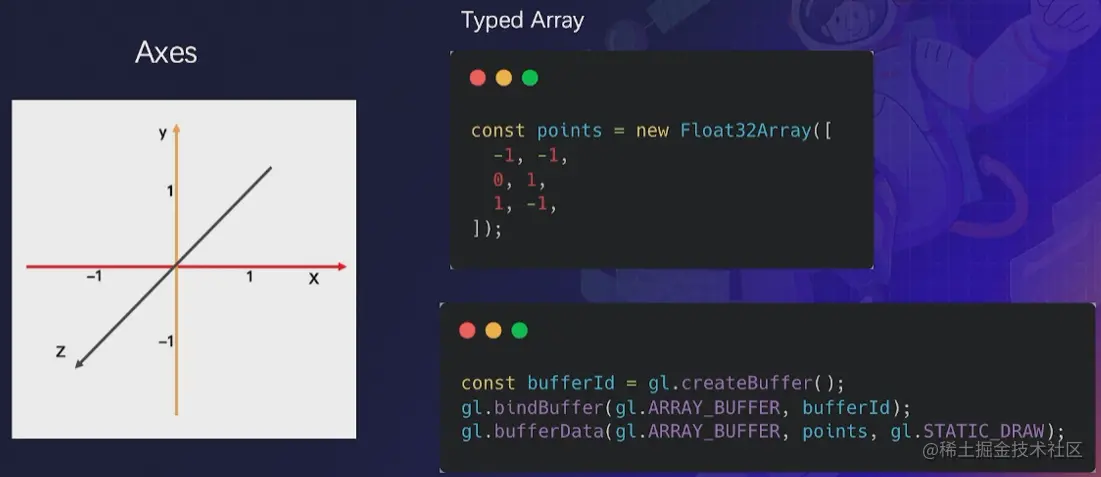 Axes
y
1
-1
1
X
-1
Z
Typed Array
const points = new Float32Array([
-1, -1,
0, 1,
1, -1,
]);
const bufferId = gl.createBuffer();
gl.bindBuffer(gl.ARRAY_BUFFER, bufferId);
gl.bufferData(gl.ARRAY_BUFFER, points, gl.STATIC_DRAW);
@稀土掘金技术社区